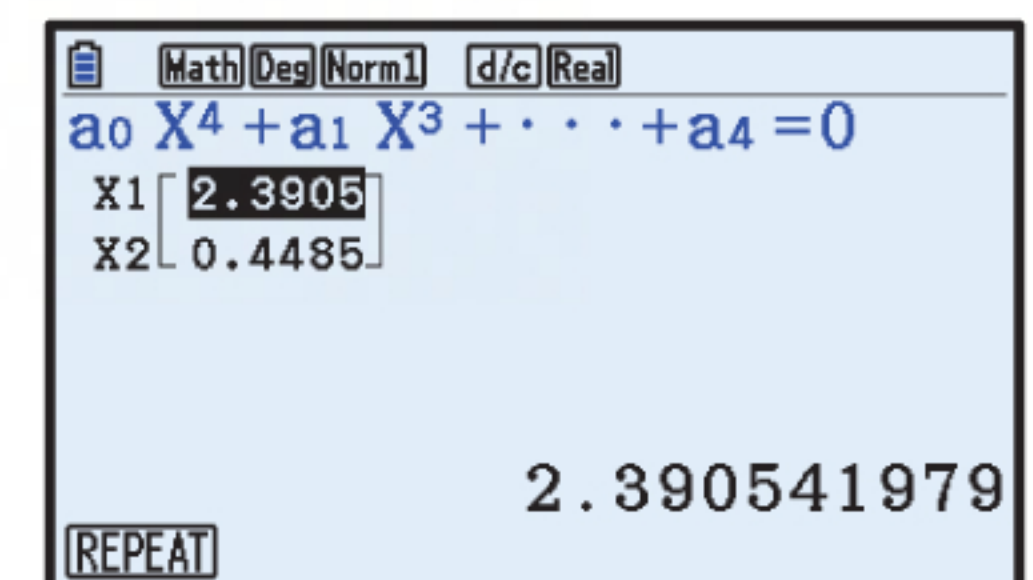 Math Deg Norm1 d/c Real
a₀ X⁴ +a₁ X³ +···+a₄ =0
X1[ 2.3905 ]
X2[ 0.4485 ]
2.390541979
REPEAT